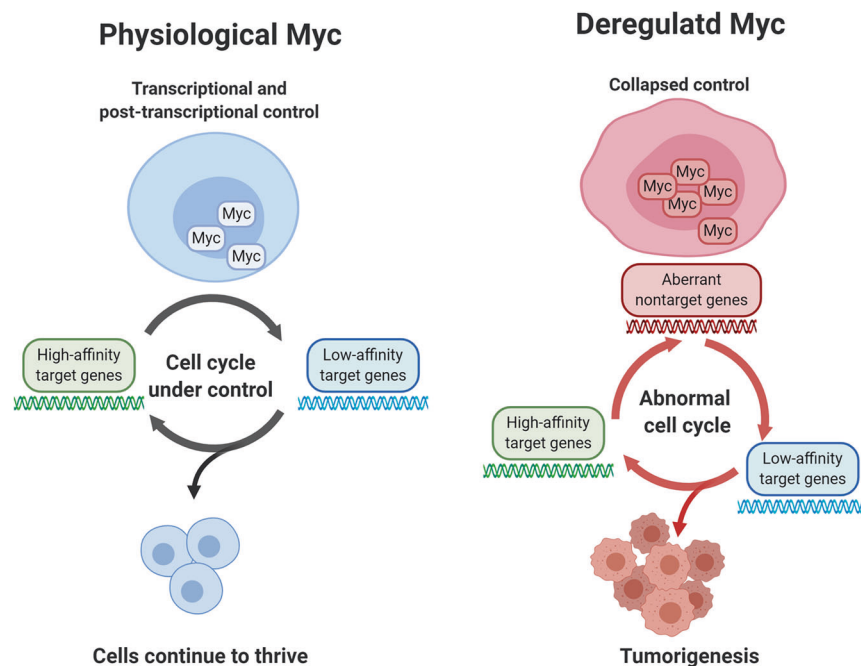 Physiological Myc
Transcriptional and
post-transcriptional control
Myc
Myc
Myc
High-affinity
target genes
Cell cycle
under control
Low-affinity
target genes
Cells continue to thrive
Deregulatd Myc
Collapsed control
Myc
Myc
Myc
Myc
Myc
Aberrant
nontarget genes
High-affinity
target genes
Abnormal
cell cycle
Low-affinity
target genes
Tumorigenesis